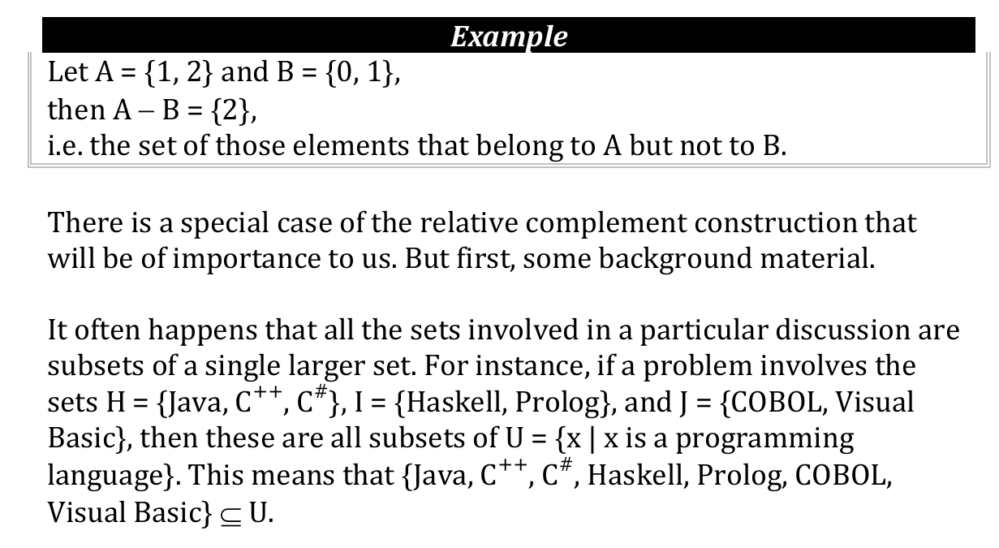 Example
Let A = {1, 2} and B = {0, 1},
then A – B = {2},
i.e. the set of those elements that belong to A but not to B.
There is a special case of the relative complement construction that
will be of importance to us. But first, some background material.
It often happens that all the sets involved in a particular discussion are
subsets of a single larger set. For instance, if a problem involves the
sets H = {Java, C⁺⁺, C^#}, I = {Haskell, Prolog}, and J = {COBOL, Visual
Basic}, then these are all subsets of U = {x | x is a programming
language}. This means that {Java, C⁺⁺, C^#, Haskell, Prolog, COBOL,
Visual Basic} ⊆ U.